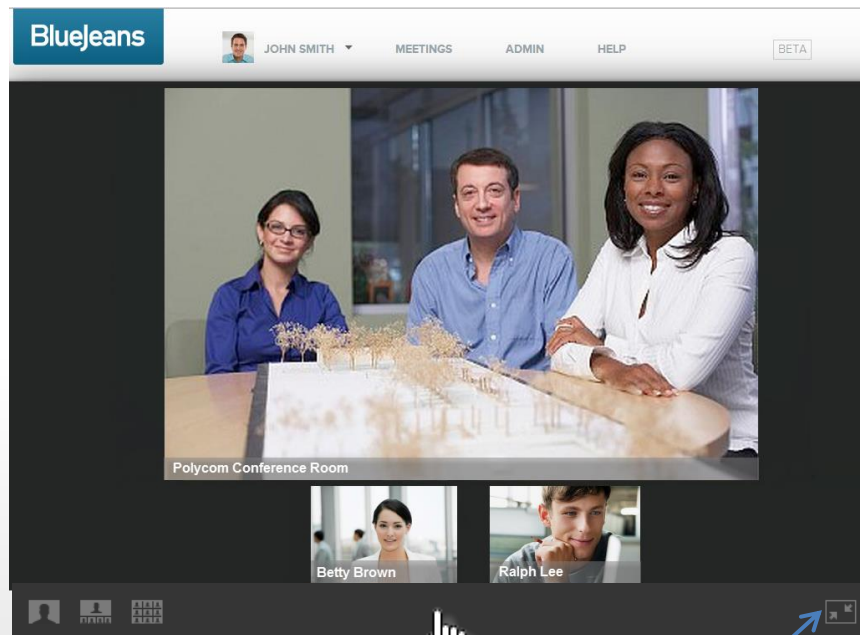 BlueJeans
JOHN SMITH MEETINGS ADMIN HELP BETA
Polycom Conference Room
Betty Brown
Ralph Lee